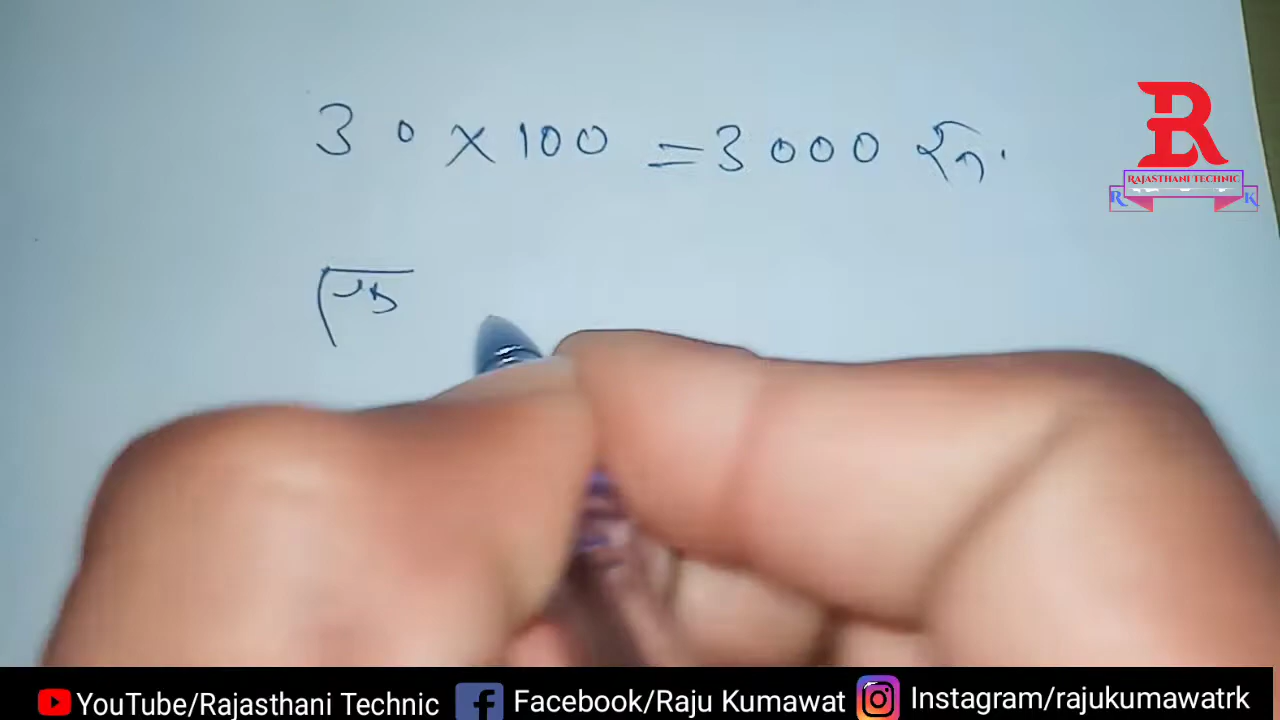 30 × 100 = 3000
RAJASTHANI TECHNIC
R K
YouTube/Rajasthani Technic
Facebook/Raju Kumawat
Instagram/rajukumawatrk